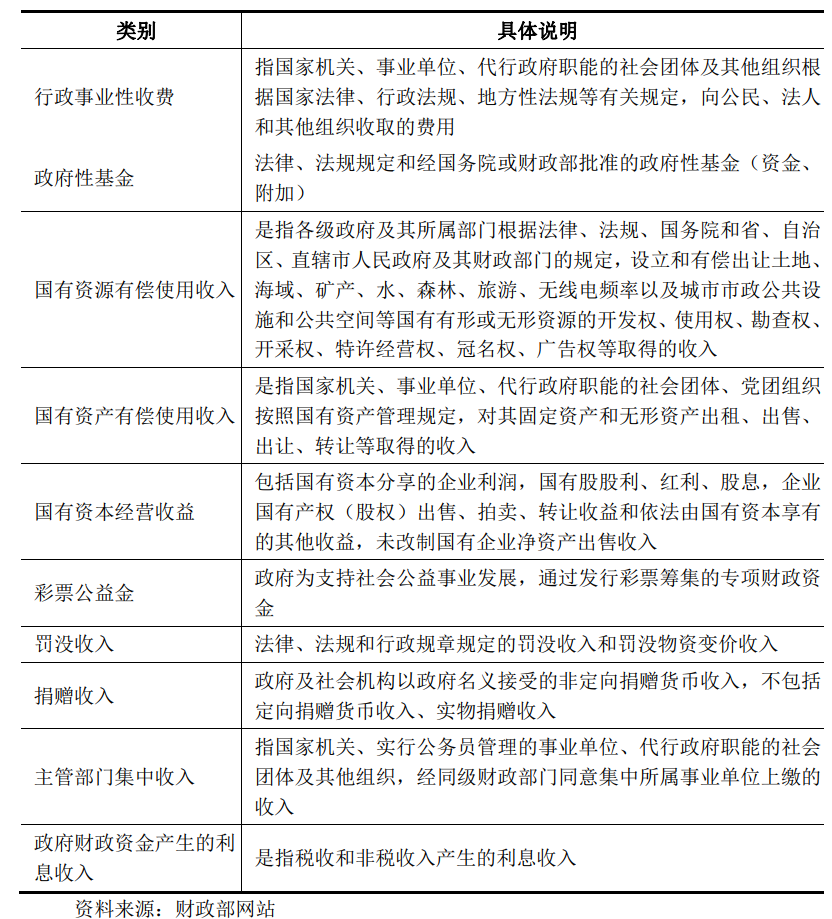 类别 具体说明
行政事业性收费
指国家机关、事业单位、代行政府职能的社会团体及其他组织根
据国家法律、行政法规、地方性法规等有关规定，向公民、法人
和其他组织收取的费用
政府性基金
法律、法规规定和经国务院或财政部批准的政府性基金（资金、
附加）
国有资源有偿使用收入
是指各级政府及其所属部门根据法律、法规、国务院和省、自治
区、直辖市人民政府及其财政部门的规定，设立和有偿出让土地、
海域、矿产、水、森林、旅游、无线电频率以及城市市政公共设
施和公共空间等国有有形或无形资源的开发权、使用权、勘查权、
开采权、特许经营权、冠名权、广告权等取得的收入
国有资产有偿使用收入
是指国家机关、事业单位、代行政府职能的社会团体、党团组织
按照国有资产管理规定，对其固定资产和无形资产出租、出售、
出让、转让等取得的收入
国有资本经营收益
包括国有资本分享的企业利润，国有股股利、红利、股息，企业
国有产权（股权）出售、拍卖、转让收益和依法由国有资本享有
的其他收益，未改制国有企业净资产出售收入
彩票公益金
政府为支持社会公益事业发展，通过发行彩票筹集的专项财政资
金
罚没收入
法律、法规和行政规章规定的罚没收入和罚没物资变价收入
捐赠收入
政府及社会机构以政府名义接受的非定向捐赠货币收入，不包括
定向捐赠货币收入、实物捐赠收入
主管部门集中收入
指国家机关、实行公务员管理的事业单位、代行政府职能的社会
团体及其他组织，经同级财政部门同意集中所属事业单位上缴的
收入
政府财政资金产生的利
息收入
是指税收和非税收入产生的利息收入
资料来源：财政部网站